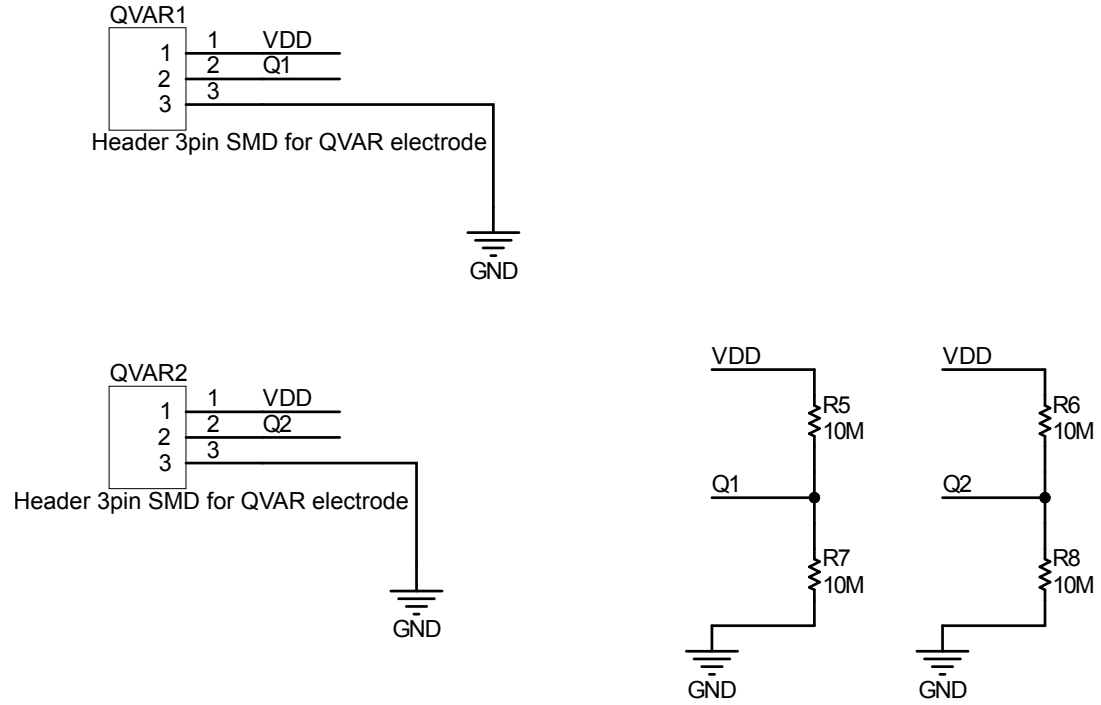 QVAR1
1 1 VDD
2 2 Q1
3 3
Header 3pin SMD for QVAR electrode
GND
QVAR2
1 1 VDD
2 2 Q2
3 3
Header 3pin SMD for QVAR electrode
GND
VDD
R5
10M
Q1
R7
10M
GND
VDD
R6
10M
Q2
R8
10M
GND